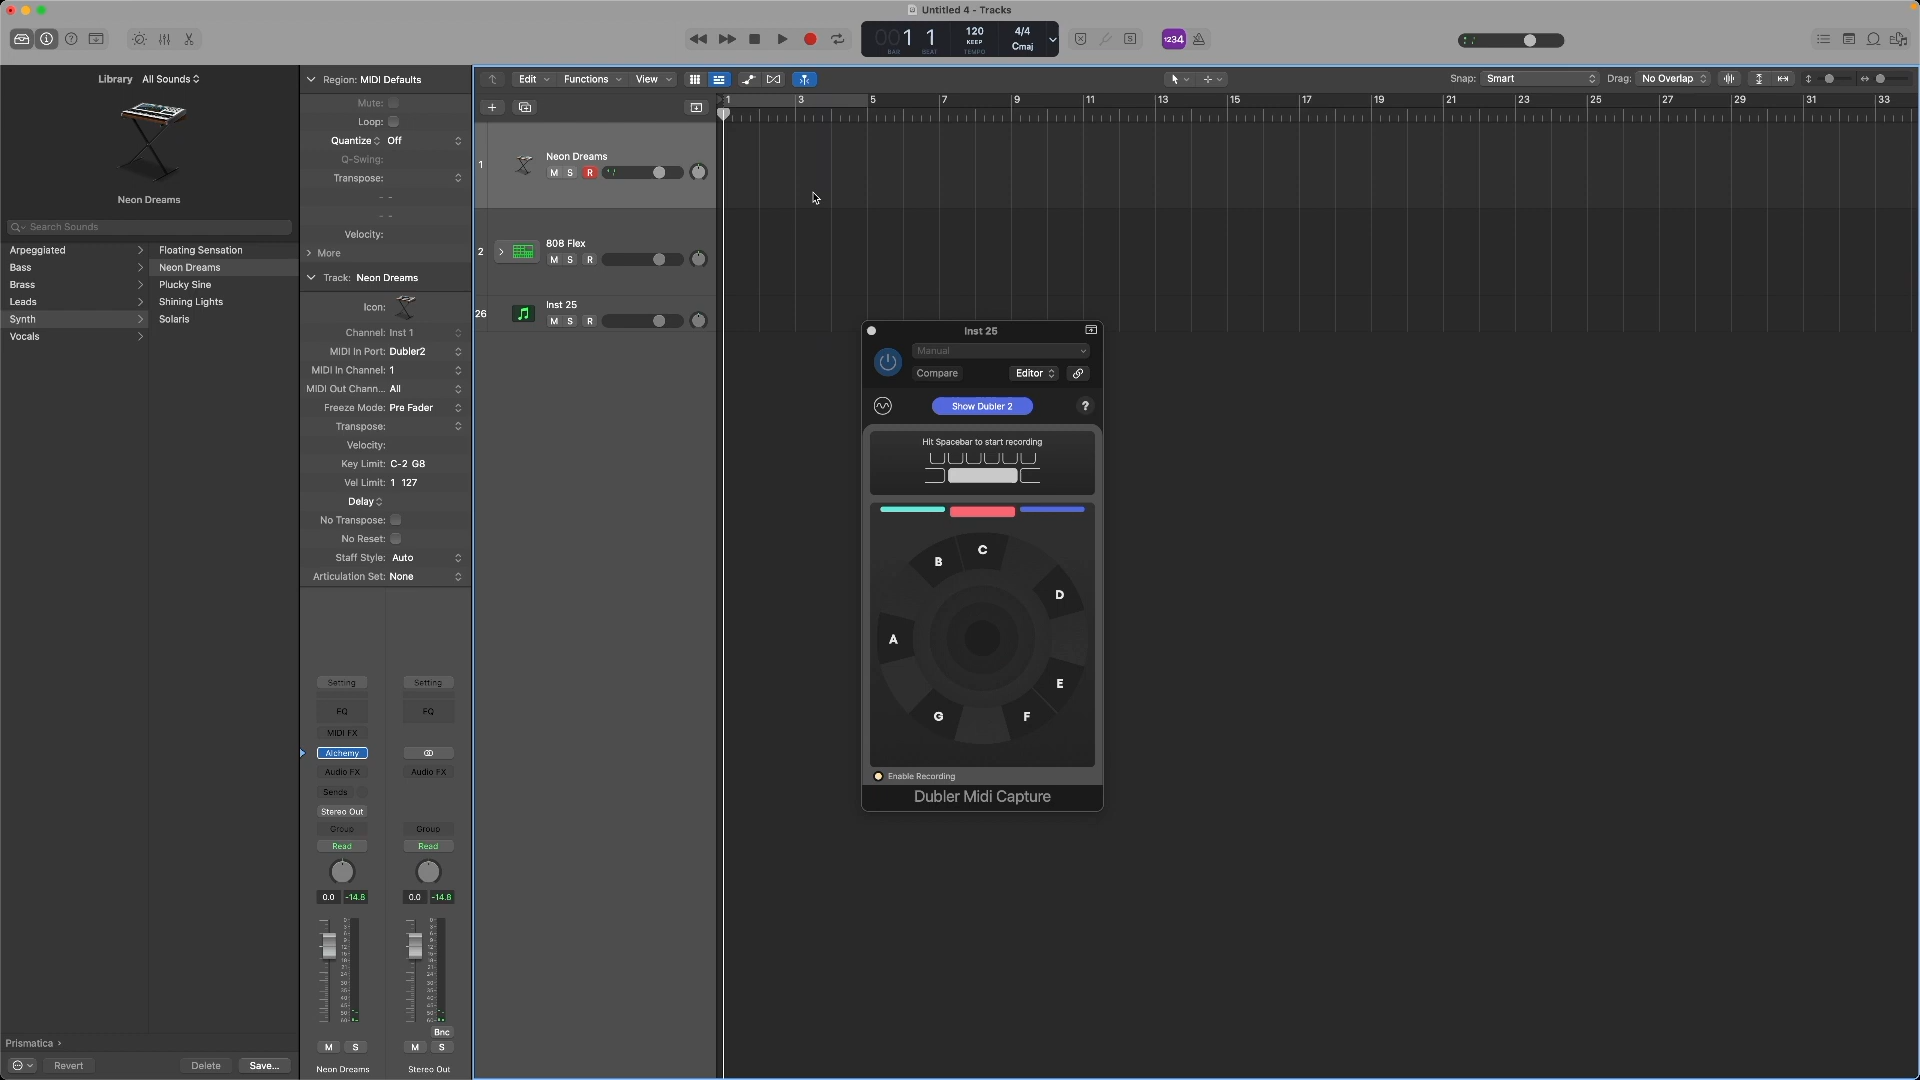 Untitled 4 - Tracks
001 1
BAR BEAT
120
KEEP
TEMPO
4/4
Cmaj
1234
Library All Sounds
Neon Dreams
Search Sounds
Arpeggiated
Bass
Brass
Leads
Synth
Vocals
Floating Sensation
Neon Dreams
Plucky Sine
Shining Lights
Solaris
Prismatica
Revert
Delete
Save...
Region: MIDI Defaults
Mute:
Loop:
Quantize Off
Q-Swing:
Transpose:
Velocity:
More
Track: Neon Dreams
Icon:
Channel: Inst 1
MIDI In Port: Dubler2
MIDI In Channel: 1
MIDI Out Chann... All
Freeze Mode: Pre Fader
Transpose:
Velocity:
Key Limit: C-2 G8
Vel Limit: 1 127
Delay
No Transpose:
No Reset:
Staff Style: Auto
Articulation Set: None
Setting Setting
EQ EQ
MIDI FX
Alchemy
Audio FX Audio FX
Sends
Stereo Out
Group Group
Read Read
0.0 -14.8 0.0 -14.8
Bnc
M S M S
Neon Dreams Stereo Out
Edit Functions View
Snap: Smart Drag: No Overlap
1 3 5 7 9 11 13 15 17 19 21 23 25 27 29 31 33
1
Neon Dreams
M S R
2
808 Flex
M S R
26
Inst 25
M S R
Inst 25
Manual
Compare Editor
Show Dubler 2 ?
Hit Spacebar to start recording
C
B
D
A
E
G
F
Enable Recording
Dubler Midi Capture